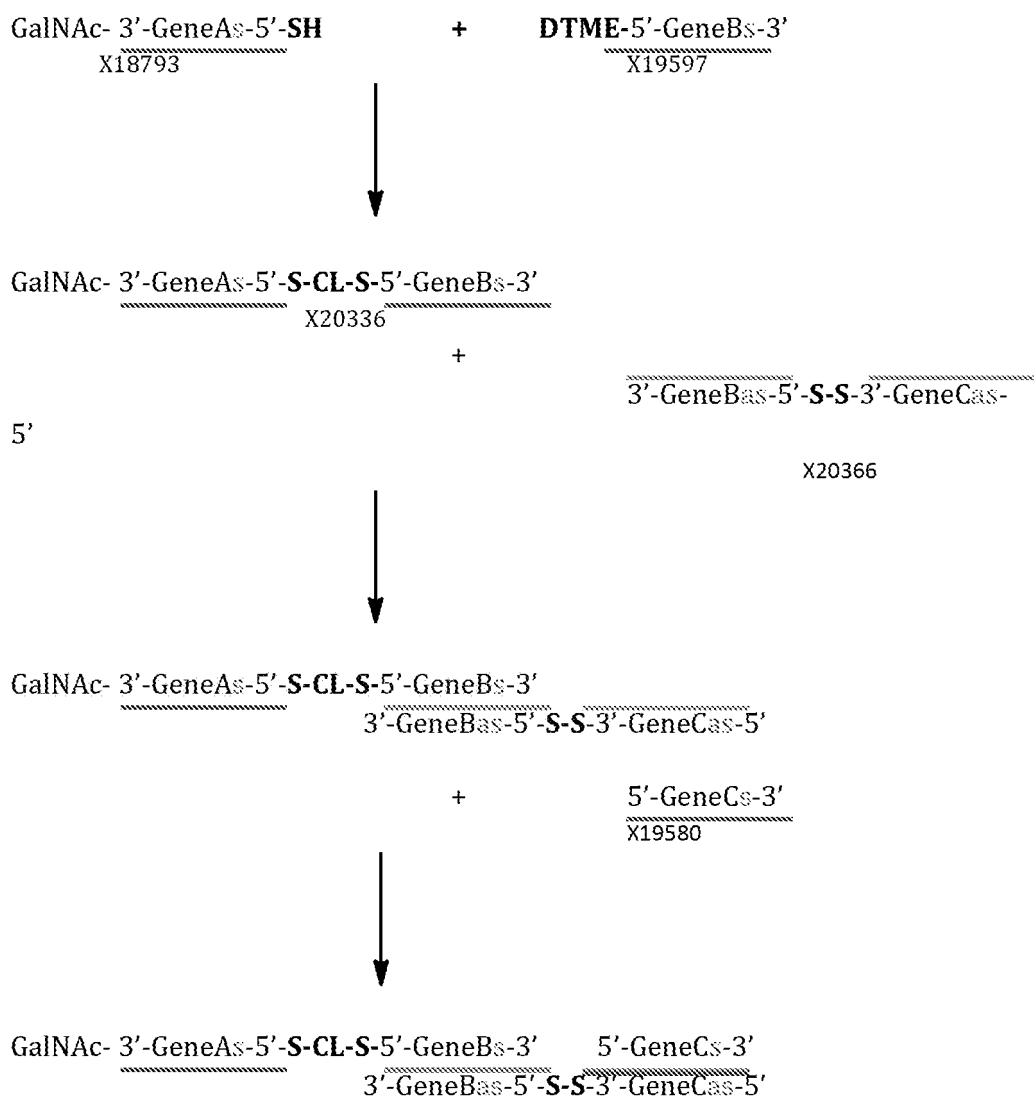 GalNAc- 3’-GeneAs-5’-SH + DTME-5’-GeneBs-3’
X18793 X19597
GalNAc- 3’-GeneAs-5’-S-CL-S-5’-GeneBs-3’
X20336
+
3’-GeneBas-5’-S-S-3’-GeneCas-
5’
X20366
GalNAc- 3’-GeneAs-5’-S-CL-S-5’-GeneBs-3’
3’-GeneBas-5’-S-S-3’-GeneCas-5’
+ 5’-GeneCs-3’
X19580
GalNAc- 3’-GeneAs-5’-S-CL-S-5’-GeneBs-3’ 5’-GeneCs-3’
3’-GeneBas-5’-S-S-3’-GeneCas-5’